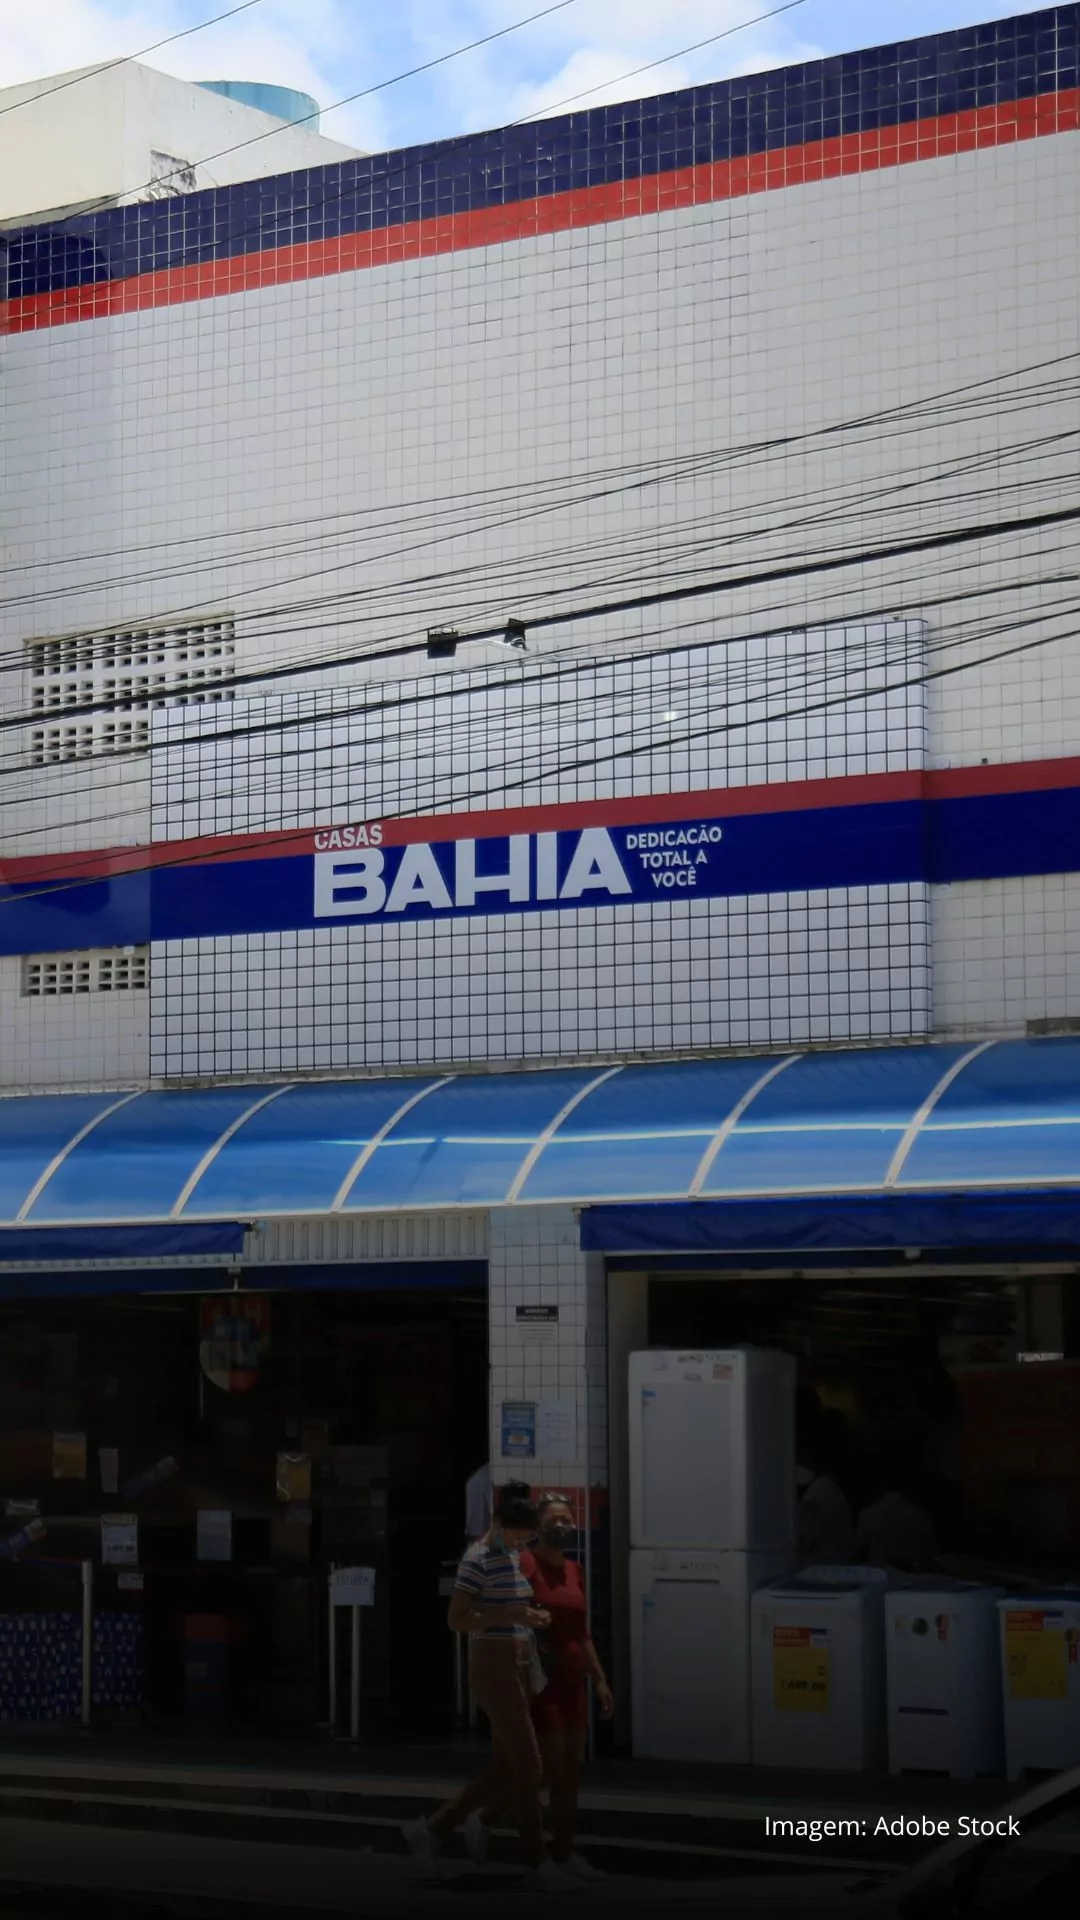 CASAS
BAHIA
DEDICAÇÃO
TOTAL A
VOCÊ
Imagem: Adobe Stock